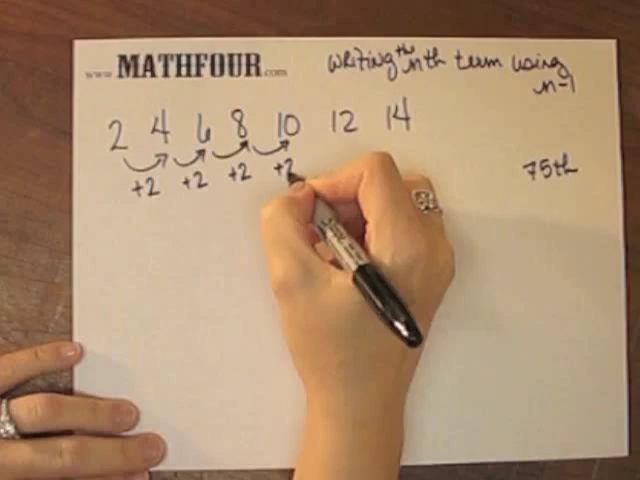 www.MATHFOUR.com
writing the nth term using
n-1
2 4 6 8 10 12 14
+2 +2 +2 +2
75th